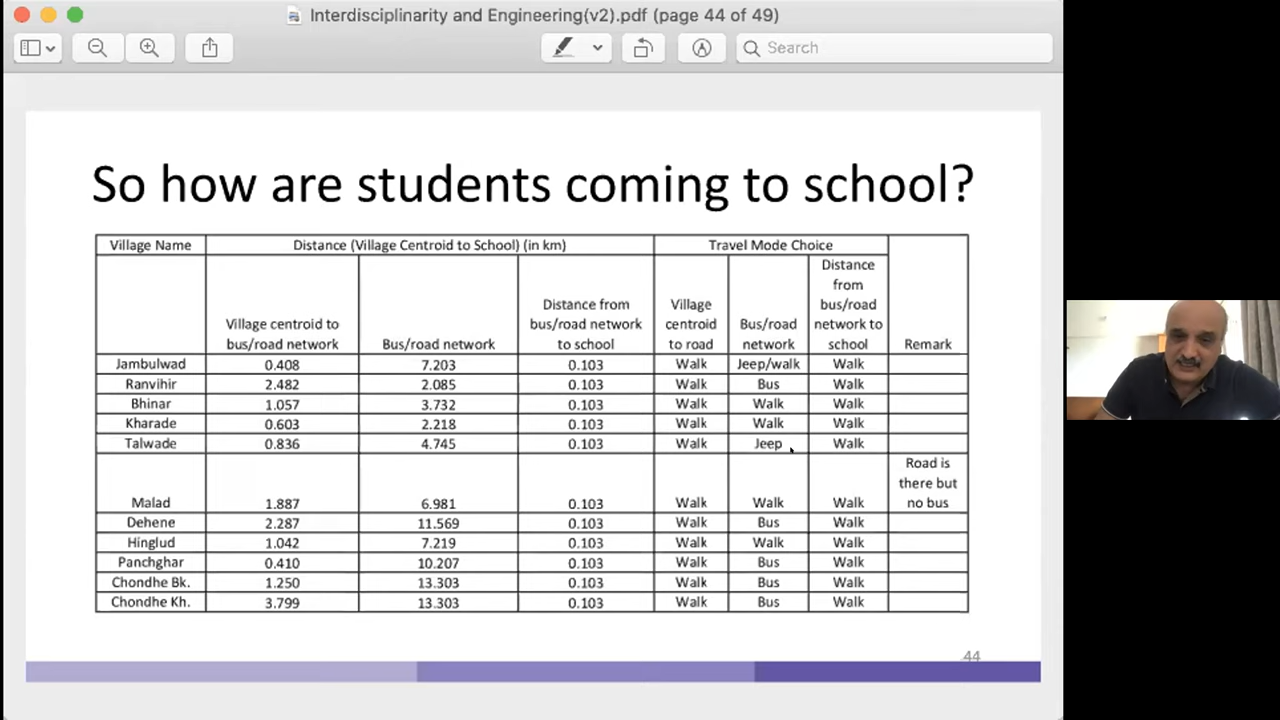 Interdisciplinarity and Engineering(v2).pdf (page 44 of 49)
Search
So how are students coming to school?
Village Name Distance (Village Centroid to School) (in km) Travel Mode Choice
Village centroid to bus/road network Bus/road network Distance from bus/road network to school Village centroid to road Bus/road network Distance from bus/road network to school Remark
Jambulwad 0.408 7.203 0.103 Walk Jeep/walk Walk
Ranvihir 2.482 2.085 0.103 Walk Bus Walk
Bhinar 1.057 3.732 0.103 Walk Walk Walk
Kharade 0.603 2.218 0.103 Walk Walk Walk
Talwade 0.836 4.745 0.103 Walk Jeep Walk
Malad 1.887 6.981 0.103 Walk Walk Walk Road is there but no bus
Dehene 2.287 11.569 0.103 Walk Bus Walk
Hinglud 1.042 7.219 0.103 Walk Walk Walk
Panchghar 0.410 10.207 0.103 Walk Bus Walk
Chondhe Bk. 1.250 13.303 0.103 Walk Bus Walk
Chondhe Kh. 3.799 13.303 0.103 Walk Bus Walk
44